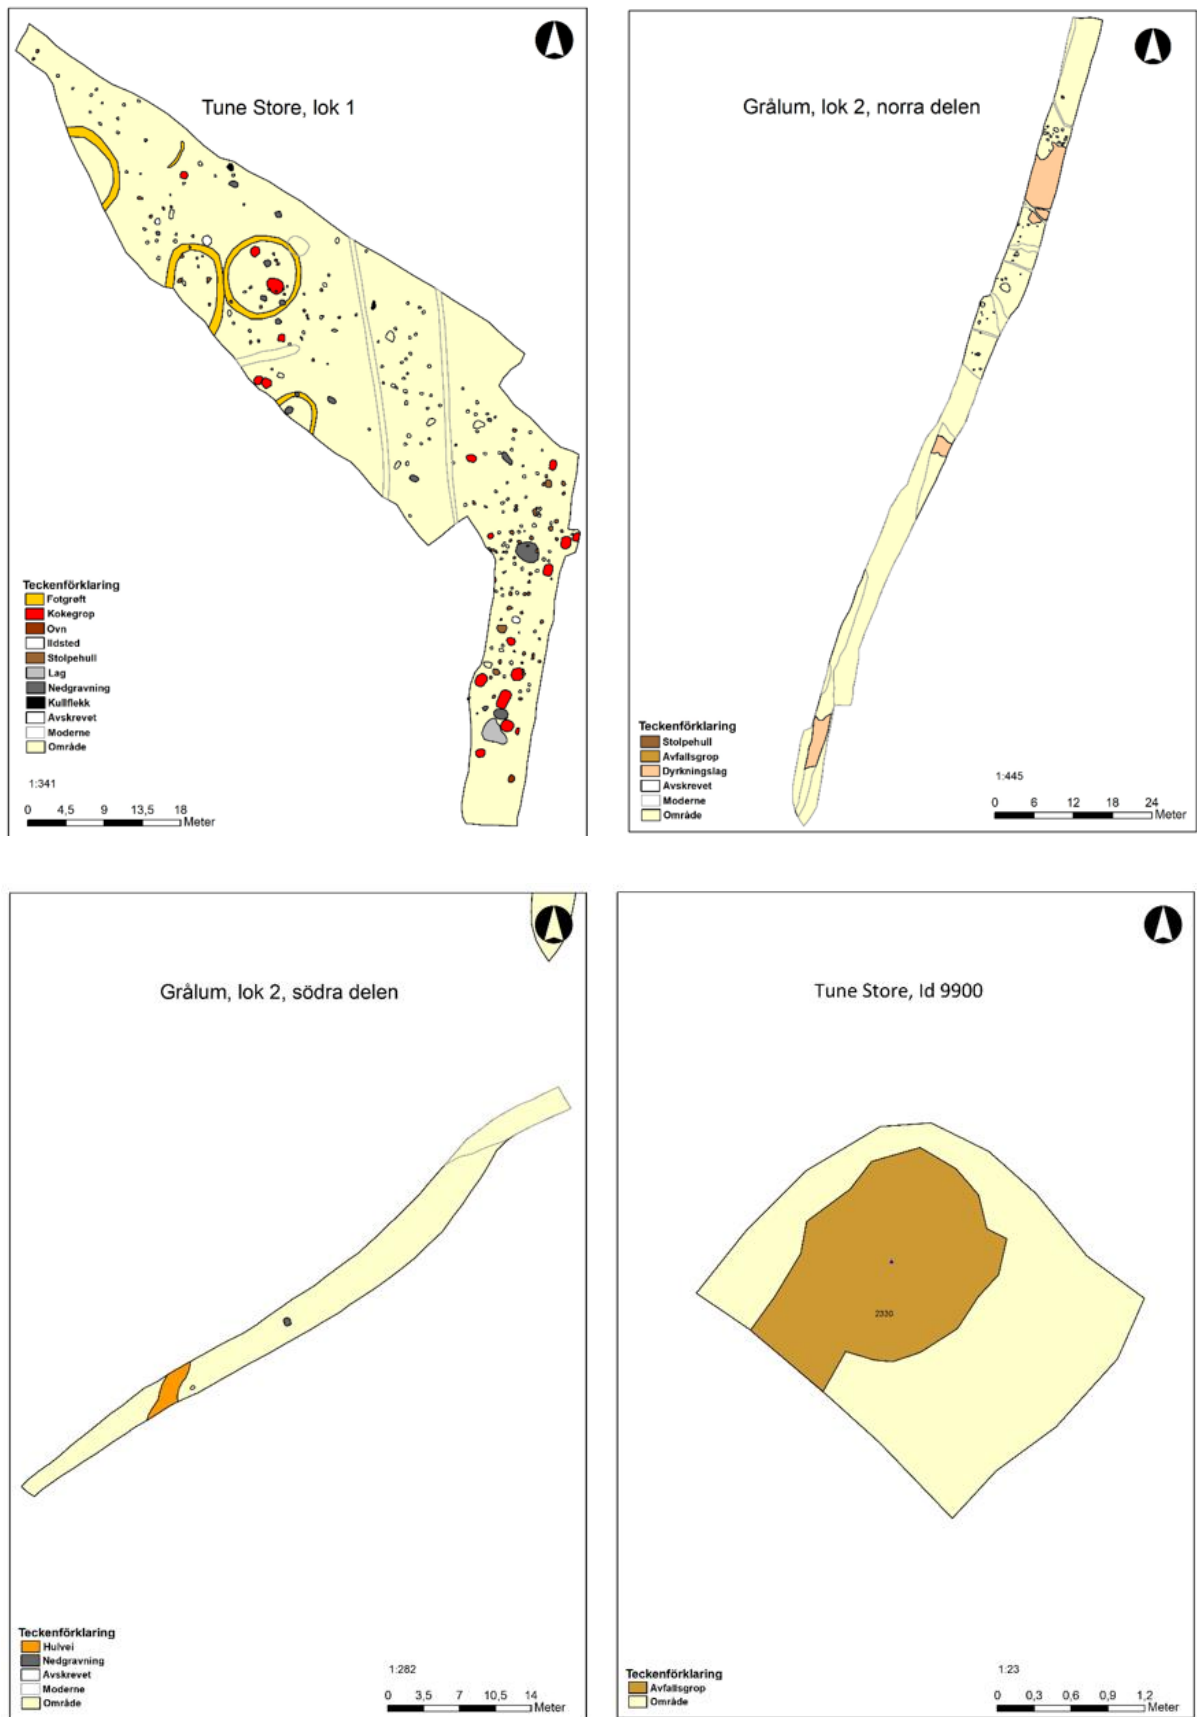 Tune Store, lok 1
Teckenförklaring
Fotgrøft
Kokegrop
Ovn
Ildsted
Stolpehull
Lag
Nedgravning
Kullflekk
Avskrevet
Moderne
Område
1:341
0 4,5 9 13,5 18
Meter
Grålum, lok 2, norra delen
Teckenförklaring
Stolpehull
Avfallsgrop
Dyrkningslag
Avskrevet
Moderne
Område
1:445
0 6 12 18 24
Meter
Grålum, lok 2, södra delen
Teckenförklaring
Hulvei
Nedgravning
Avskrevet
Moderne
Område
1:282
0 3,5 7 10,5 14
Meter
Tune Store, Id 9900
2330
Teckenförklaring
Avfallsgrop
Område
1:23
0 0,3 0,6 0,9 1,2
Meter